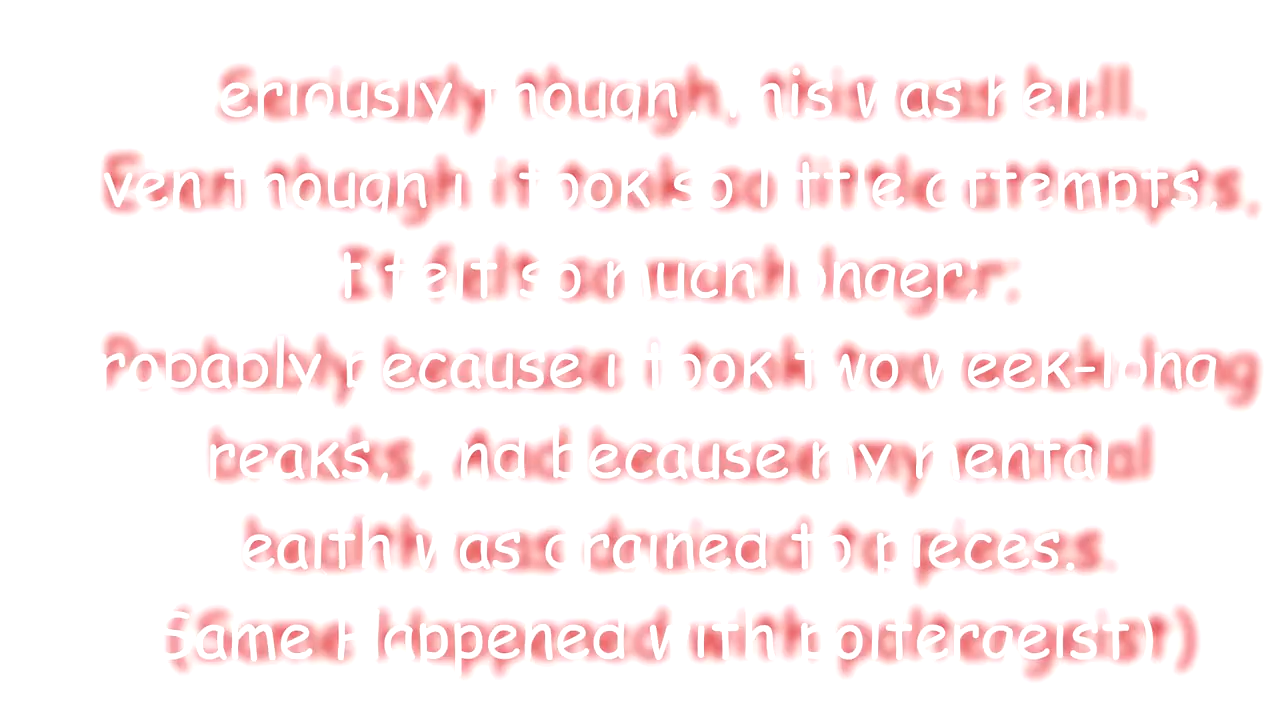 Seriously though, this was hell.
Even though it took so little attempts,
It felt so much longer;
Probably because i took two week-long
breaks, And because my mental
health was drained to pieces.
(Same Happened with poltergeist)